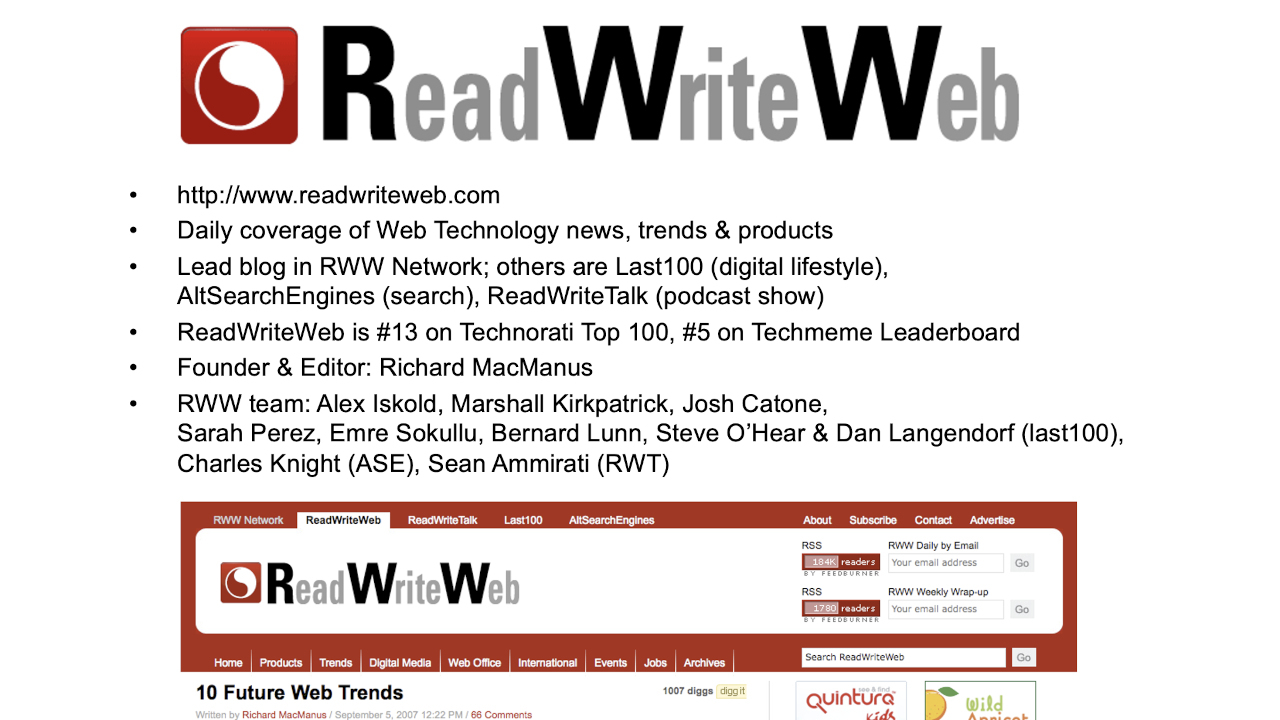 ReadWriteWeb
• http://www.readwriteweb.com
• Daily coverage of Web Technology news, trends & products
• Lead blog in RWW Network; others are Last100 (digital lifestyle),
AltSearchEngines (search), ReadWriteTalk (podcast show)
• ReadWriteWeb is #13 on Technorati Top 100, #5 on Techmeme Leaderboard
• Founder & Editor: Richard MacManus
• RWW team: Alex Iskold, Marshall Kirkpatrick, Josh Catone,
Sarah Perez, Emre Sokullu, Bernard Lunn, Steve O’Hear & Dan Langendorf (last100),
Charles Knight (ASE), Sean Ammirati (RWT)
RWW Network ReadWriteWeb ReadWriteTalk Last100 AltSearchEngines About Subscribe Contact Advertise
RSS RWW Daily by Email
184K readers Your email address Go
BY FEEDBURNER
ReadWriteWeb
RSS RWW Weekly Wrap-up
1780 readers Your email address Go
BY FEEDBURNER
Home Products Trends Digital Media Web Office International Events Jobs Archives Search ReadWriteWeb Go
10 Future Web Trends 1007 diggs digg it
see & find
quintura
kids
Wild
Apricot
Written by Richard MacManus / September 5, 2007 12:22 PM / 66 Comments